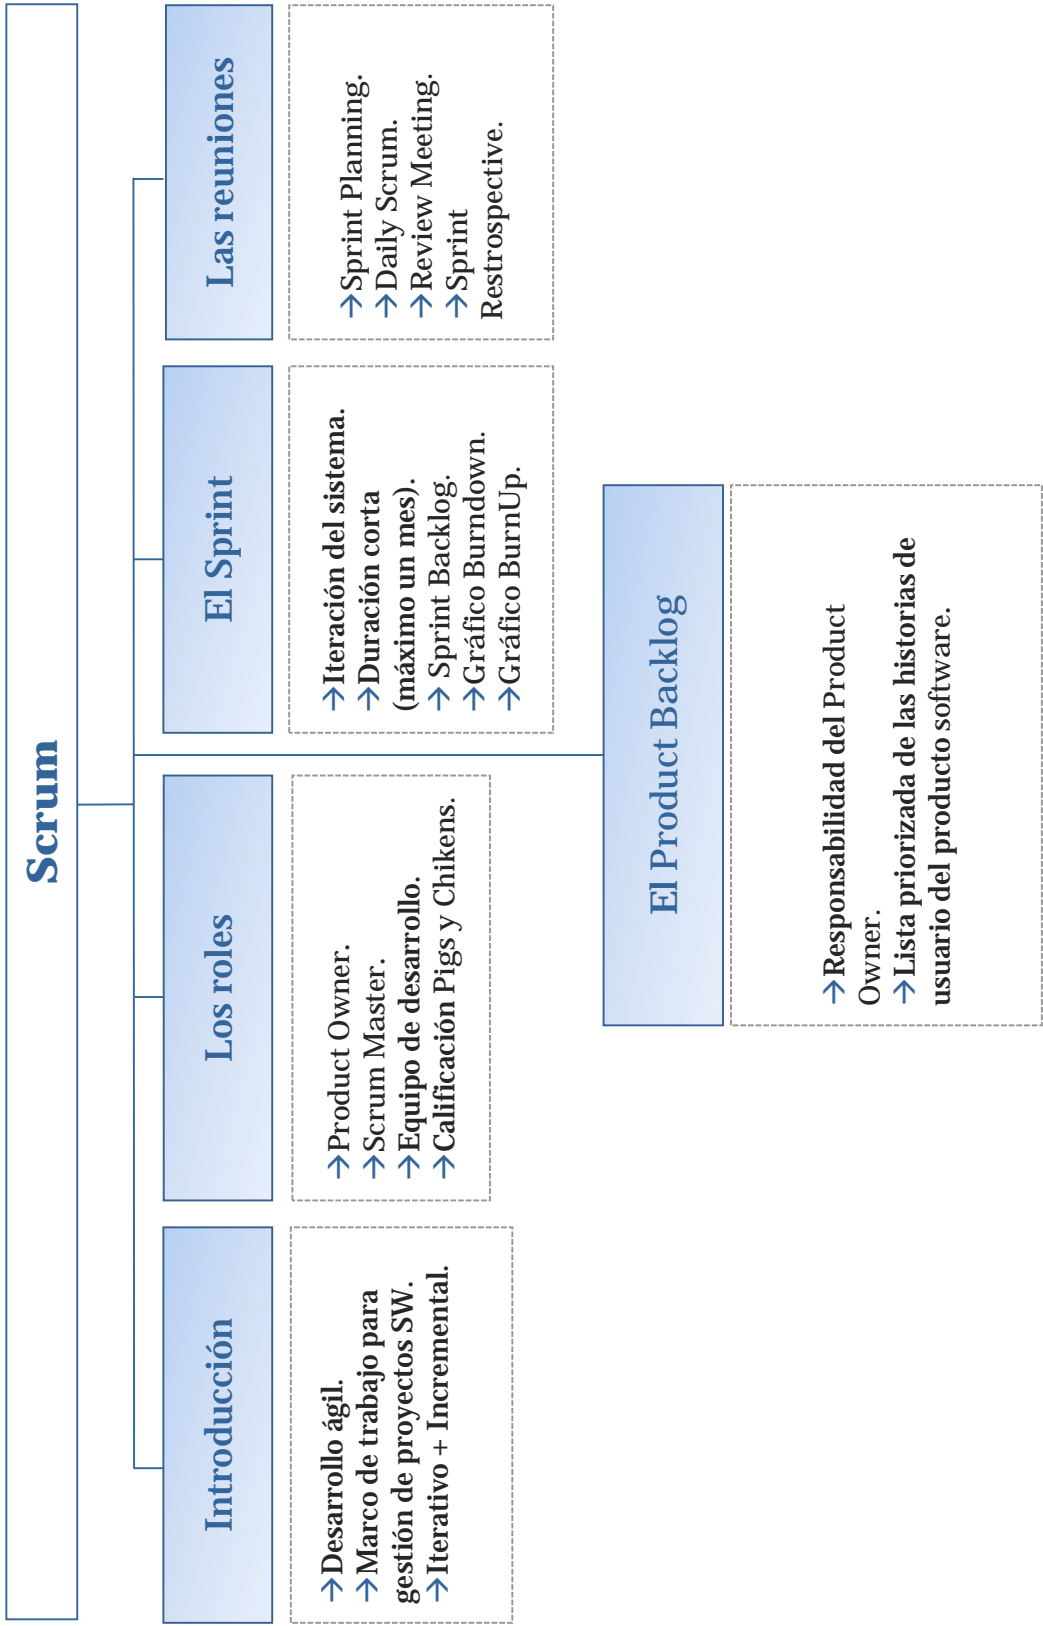 Scrum
Introducción
→Desarrollo ágil.
→Marco de trabajo para
gestión de proyectos SW.
→Iterativo + Incremental.
Los roles
→Product Owner.
→Scrum Master.
→Equipo de desarrollo.
→Calificación Pigs y Chikens.
El Sprint
→Iteración del sistema.
→Duración corta
(máximo un mes).
→ Sprint Backlog.
→Gráfico Burndown.
→Gráfico BurnUp.
Las reuniones
→Sprint Planning.
→Daily Scrum.
→Review Meeting.
→Sprint
Restrospective.
El Product Backlog
→Responsabilidad del Product
Owner.
→Lista priorizada de las historias de
usuario del producto software.